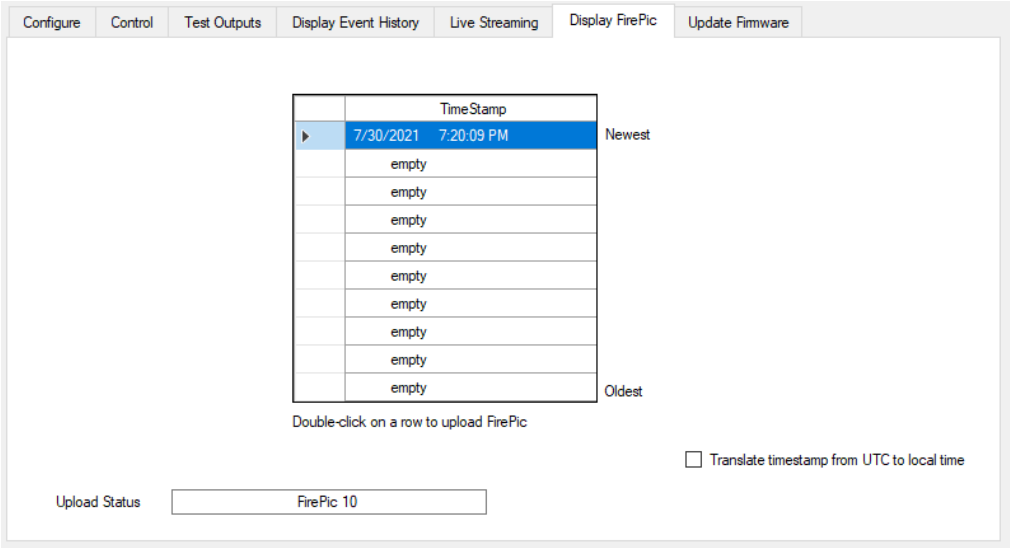 Configure Control Test Outputs Display Event History Live Streaming Display FirePic Update Firmware
TimeStamp
7/30/2021 7:20:09 PM Newest
empty
empty
empty
empty
empty
empty
empty
empty
empty Oldest
Double-click on a row to upload FirePic
Translate timestamp from UTC to local time
Upload Status FirePic 10